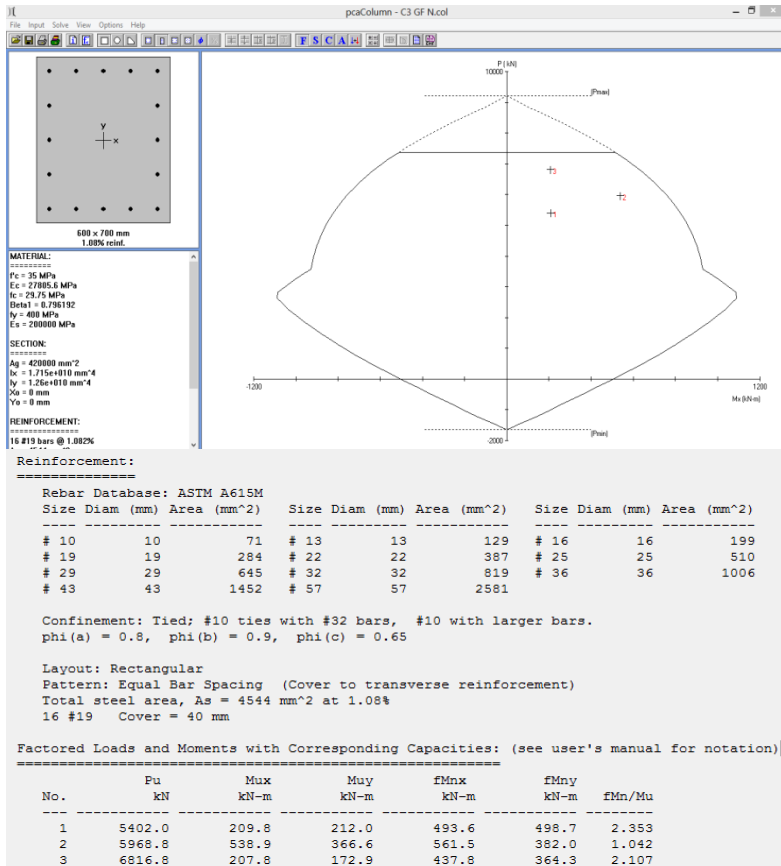 pcaColumn - C3 GF N.col
File Input Solve View Options Help
F S C A
y
x
600 x 700 mm
1.08% reinf.
MATERIAL:
=========
f'c = 35 MPa
Ec = 27805.6 MPa
fc = 29.75 MPa
Beta1 = 0.796192
fy = 400 MPa
Es = 200000 MPa
SECTION:
========
Ag = 420000 mm^2
Ix = 1.715e+010 mm^4
Iy = 1.26e+010 mm^4
Xo = 0 mm
Yo = 0 mm
REINFORCEMENT:
===============
16 #19 bars @ 1.082%
P ( kN)
10000
(Pmax)
3
2
1
-1200
1200
Mx (kN-m)
-2000
(Pmin)
Reinforcement:
==============
Rebar Database: ASTM A615M
Size Diam (mm) Area (mm^2) Size Diam (mm) Area (mm^2) Size Diam (mm) Area (mm^2)
---- --------- ----------- ---- --------- ----------- ---- --------- -----------
# 10 10 71 # 13 13 129 # 16 16 199
# 19 19 284 # 22 22 387 # 25 25 510
# 29 29 645 # 32 32 819 # 36 36 1006
# 43 43 1452 # 57 57 2581
Confinement: Tied; #10 ties with #32 bars, #10 with larger bars.
phi(a) = 0.8, phi(b) = 0.9, phi(c) = 0.65
Layout: Rectangular
Pattern: Equal Bar Spacing (Cover to transverse reinforcement)
Total steel area, As = 4544 mm^2 at 1.08%
16 #19 Cover = 40 mm
Factored Loads and Moments with Corresponding Capacities: (see user's manual for notation)
=========================================================
Pu Mux Muy fMnx fMny
No. kN kN-m kN-m kN-m kN-m fMn/Mu
--- ----------- ----------- ----------- ----------- ----------- -------
1 5402.0 209.8 212.0 493.6 498.7 2.353
2 5968.8 538.9 366.6 561.5 382.0 1.042
3 6816.8 207.8 172.9 437.8 364.3 2.107